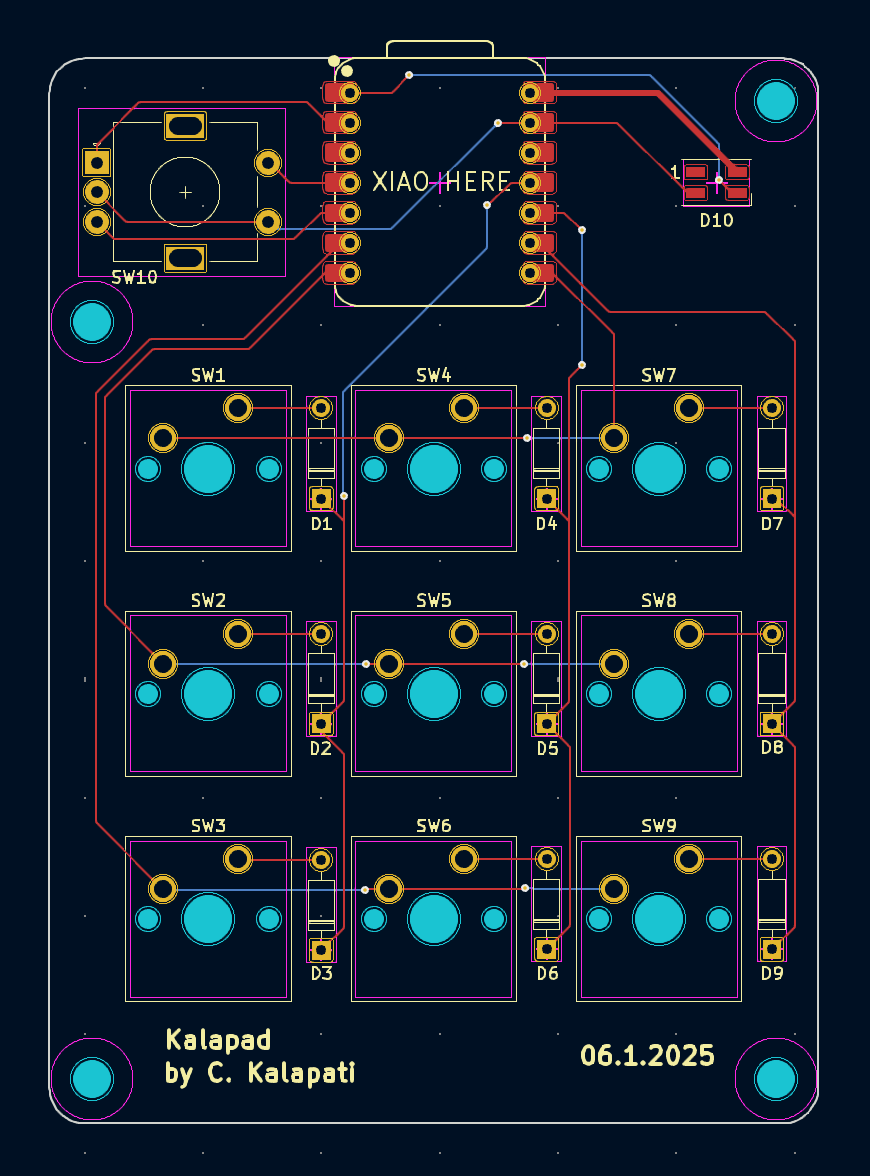 XIAO HERE
1
D10
SW10
SW1
SW4
SW7
D1
D4
D7
SW2
SW5
SW8
D2
D5
D8
SW3
SW6
SW9
D3
D6
D9
Kalapad
by C. Kalapati
06.1.2025